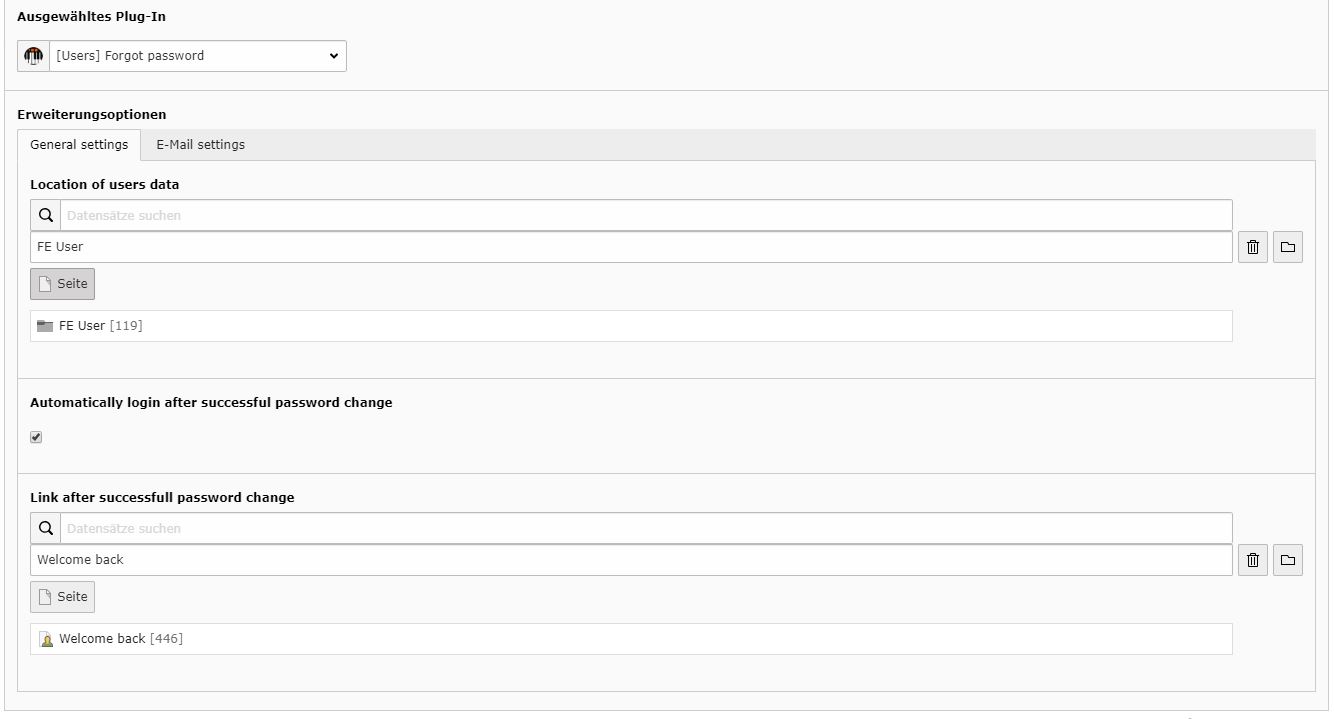 Ausgewähltes Plug-In
[Users] Forgot password
Erweiterungsoptionen
General settings E-Mail settings
Location of users data
Datensätze suchen
FE User
Seite
FE User [119]
Automatically login after successful password change
Link after successfull password change
Datensätze suchen
Welcome back
Seite
Welcome back [446]